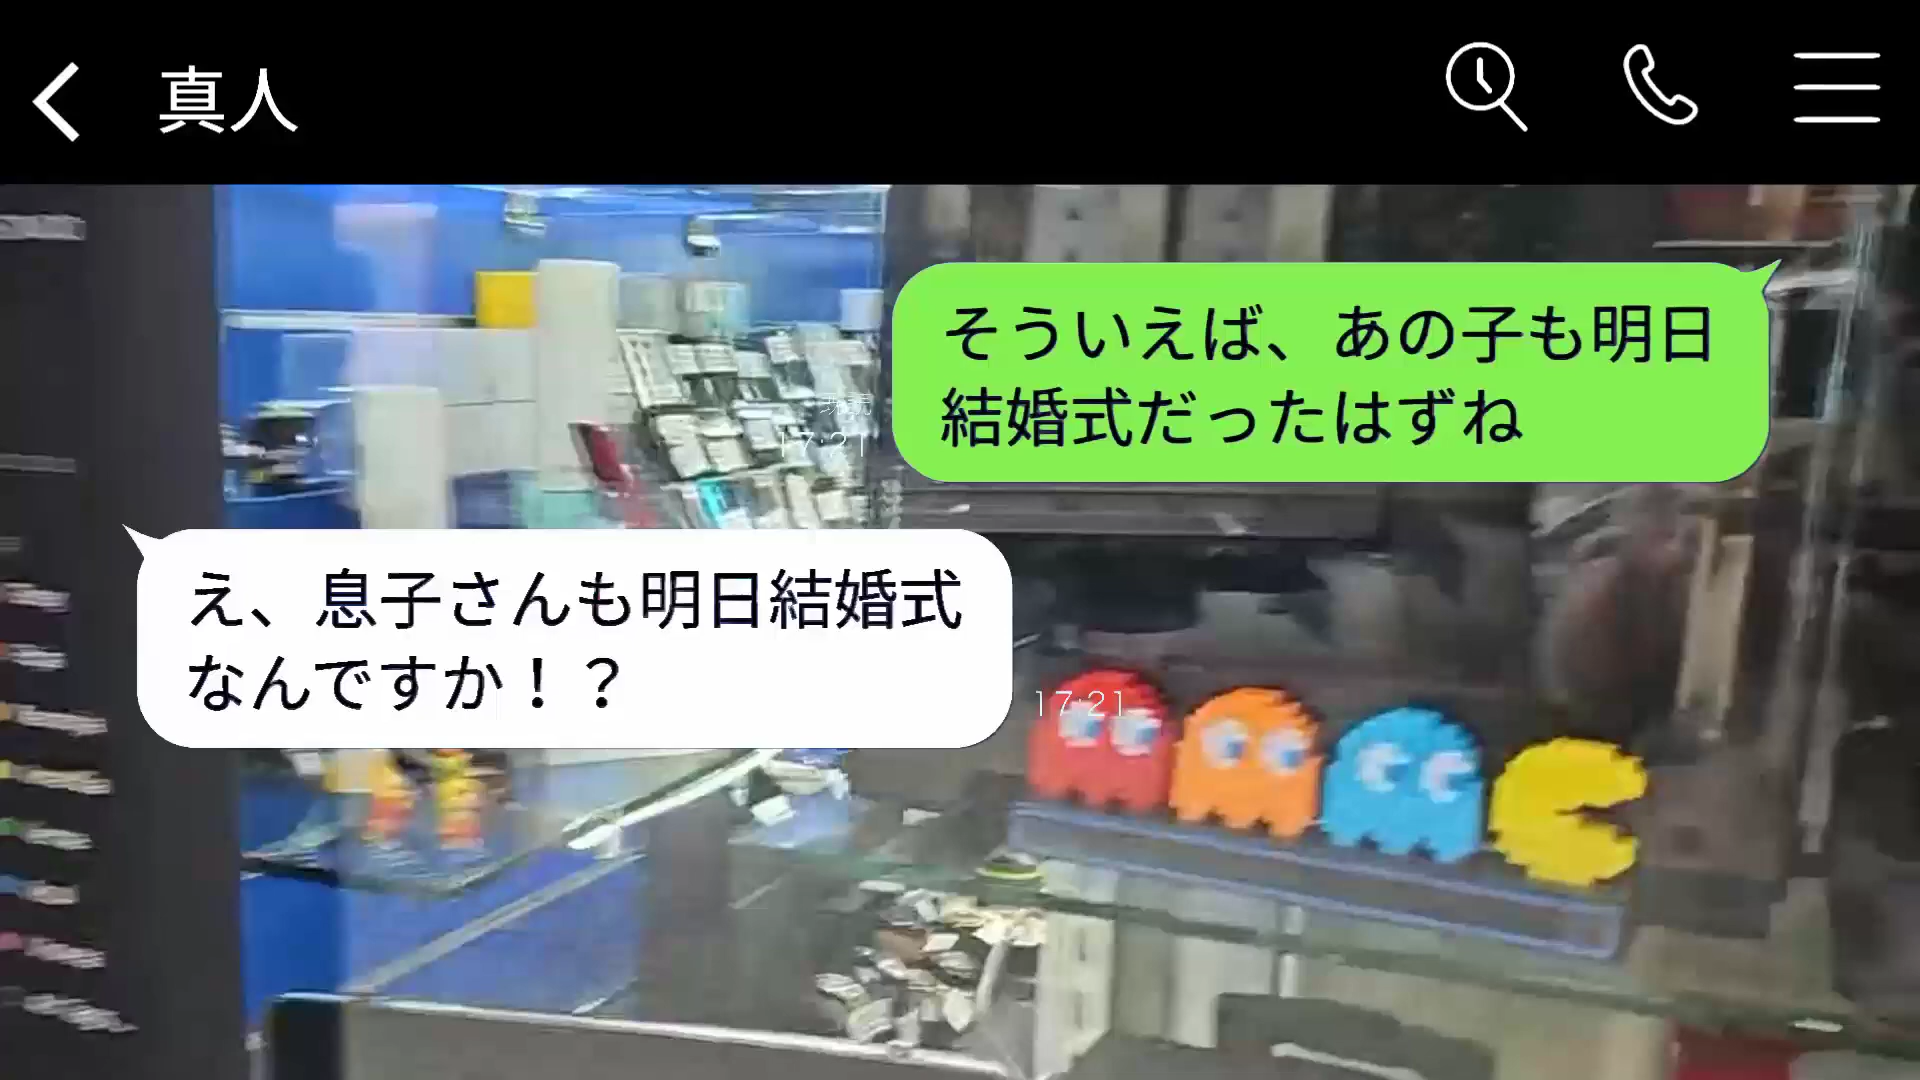 真人
そういえば、あの子も明日
結婚式だったはずね
既読
17:21
え、息子さんも明日結婚式
なんですか！？
17:21